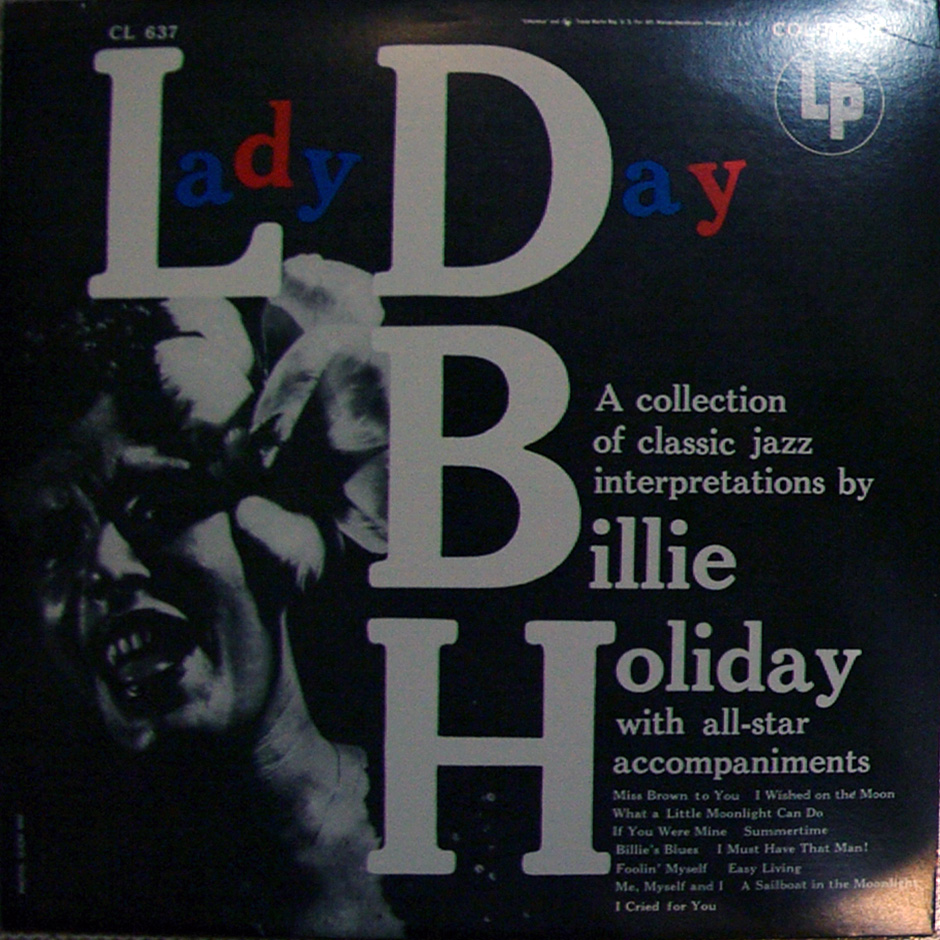 CL 637
Lady Day
LP
A collection
of classic jazz
interpretations by
Billie
Holiday
with all-star
accompaniments
Miss Brown to You I Wished on the Moon
What a Little Moonlight Can Do
If You Were Mine Summertime
Billie's Blues I Must Have That Man!
Foolin' Myself Easy Living
Me, Myself and I A Sailboat in the Moonlight
I Cried for You